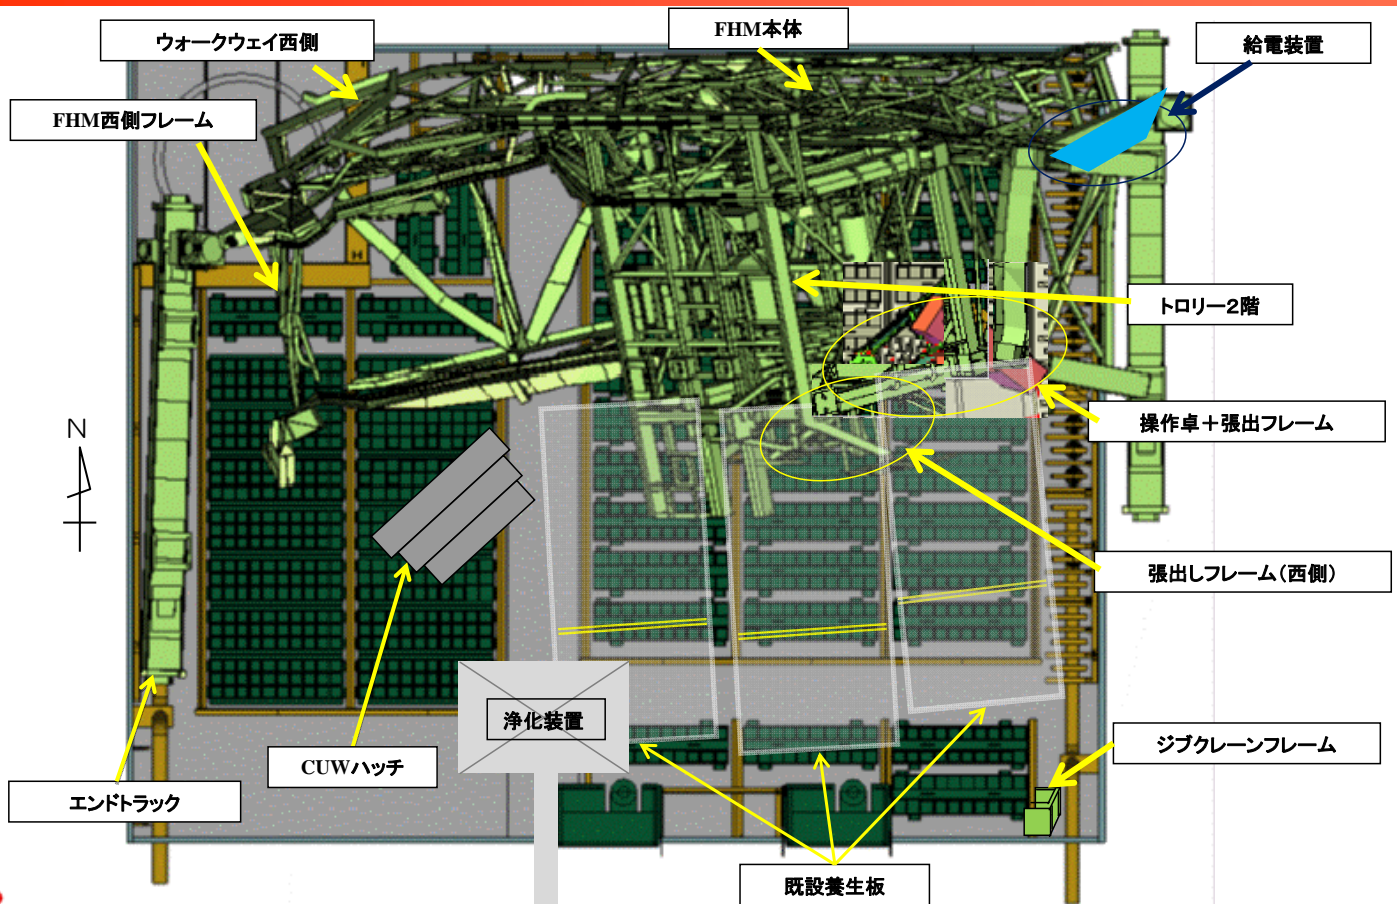 ウォークウェイ西側
FHM本体
給電装置
FHM西側フレーム
トロリー2階
操作卓＋張出フレーム
N
張出しフレーム(西側)
浄化装置
ジブクレーンフレーム
CUWハッチ
エンドトラック
既設養生板
H